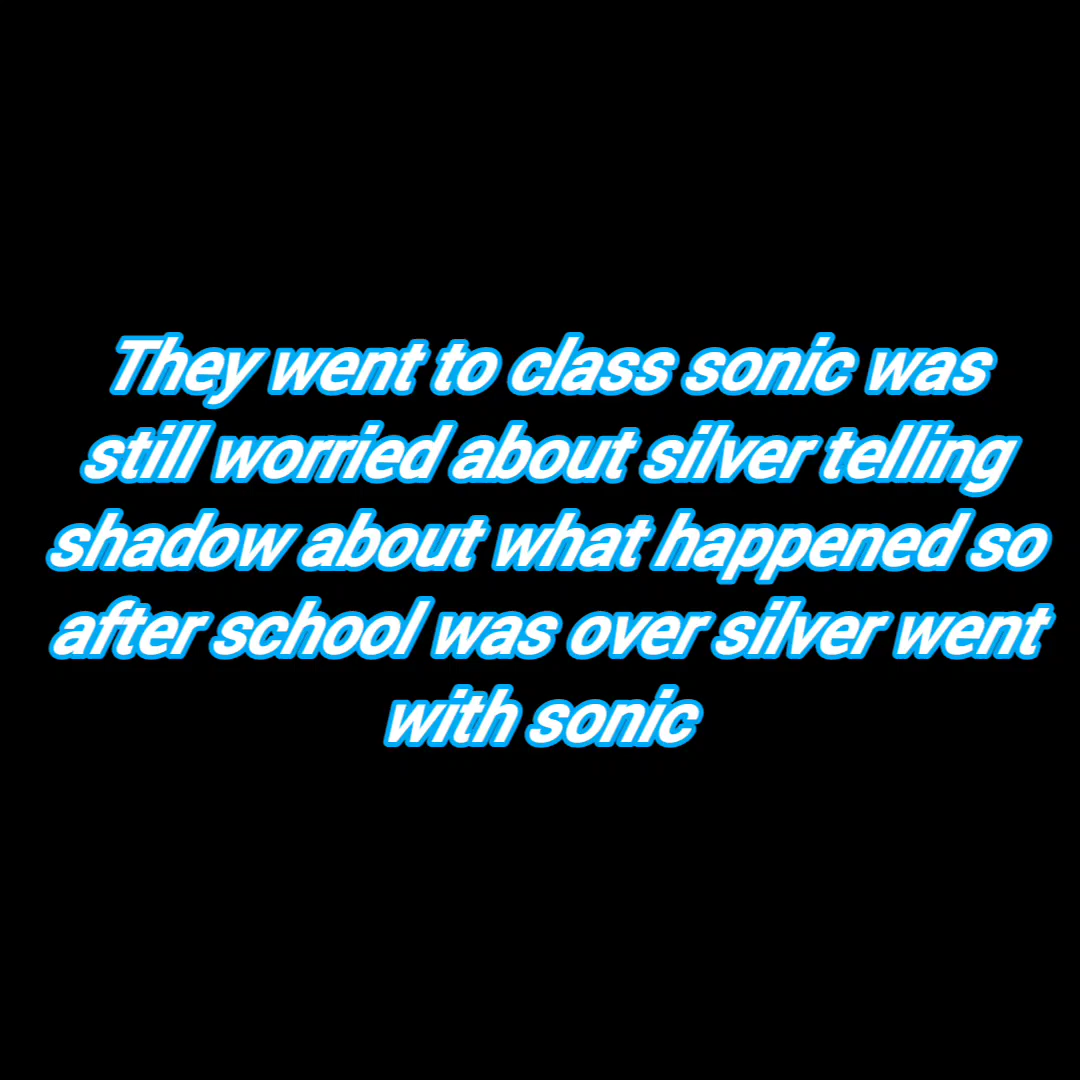 They went to class sonic was
still worried about silver telling
shadow about what happened so
after school was over silver went
with sonic